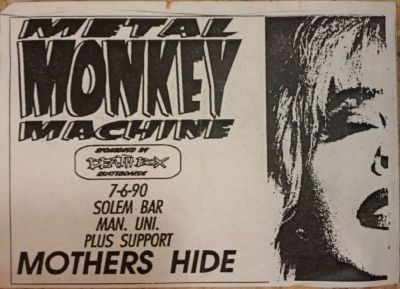 METAL
MONKEY
MACHINE
SPONSORED BY
DEATH BOX
SKATEBOARDS
7-6-90
SOLEM BAR
MAN. UNI.
PLUS SUPPORT
MOTHERS HIDE